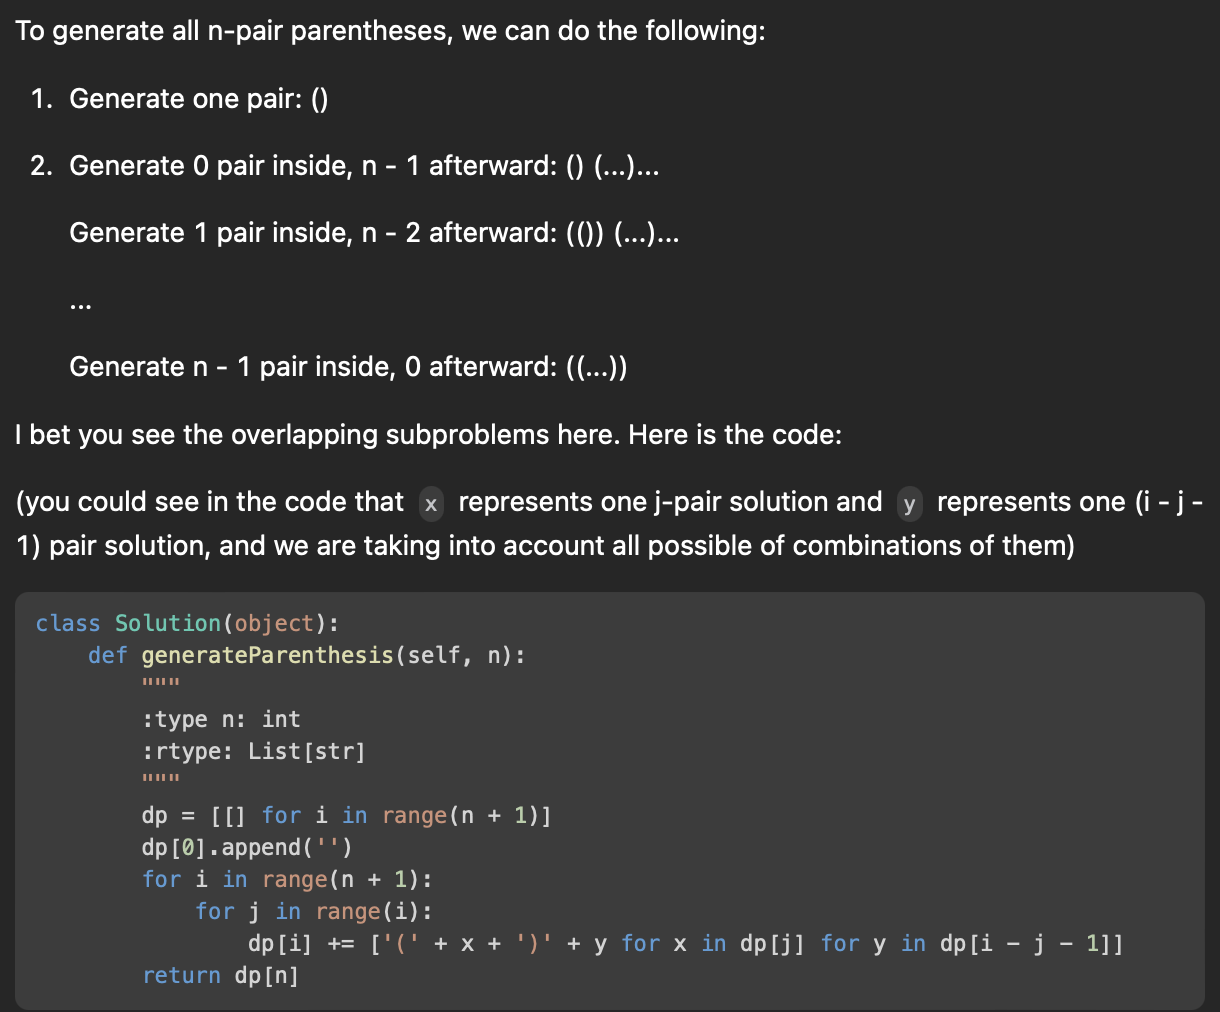 To generate all n-pair parentheses, we can do the following:
1. Generate one pair: ()
2. Generate 0 pair inside, n - 1 afterward: () (...)...
Generate 1 pair inside, n - 2 afterward: (()) (...)...
...
Generate n - 1 pair inside, 0 afterward: ((...))
I bet you see the overlapping subproblems here. Here is the code:
(you could see in the code that x represents one j-pair solution and y represents one (i - j -
1) pair solution, and we are taking into account all possible of combinations of them)
class Solution(object):
    def generateParenthesis(self, n):
        """
        :type n: int
        :rtype: List[str]
        """
        dp = [[] for i in range(n + 1)]
        dp[0].append('')
        for i in range(n + 1):
            for j in range(i):
                dp[i] += ['(' + x + ')' + y for x in dp[j] for y in dp[i - j - 1]]
        return dp[n]